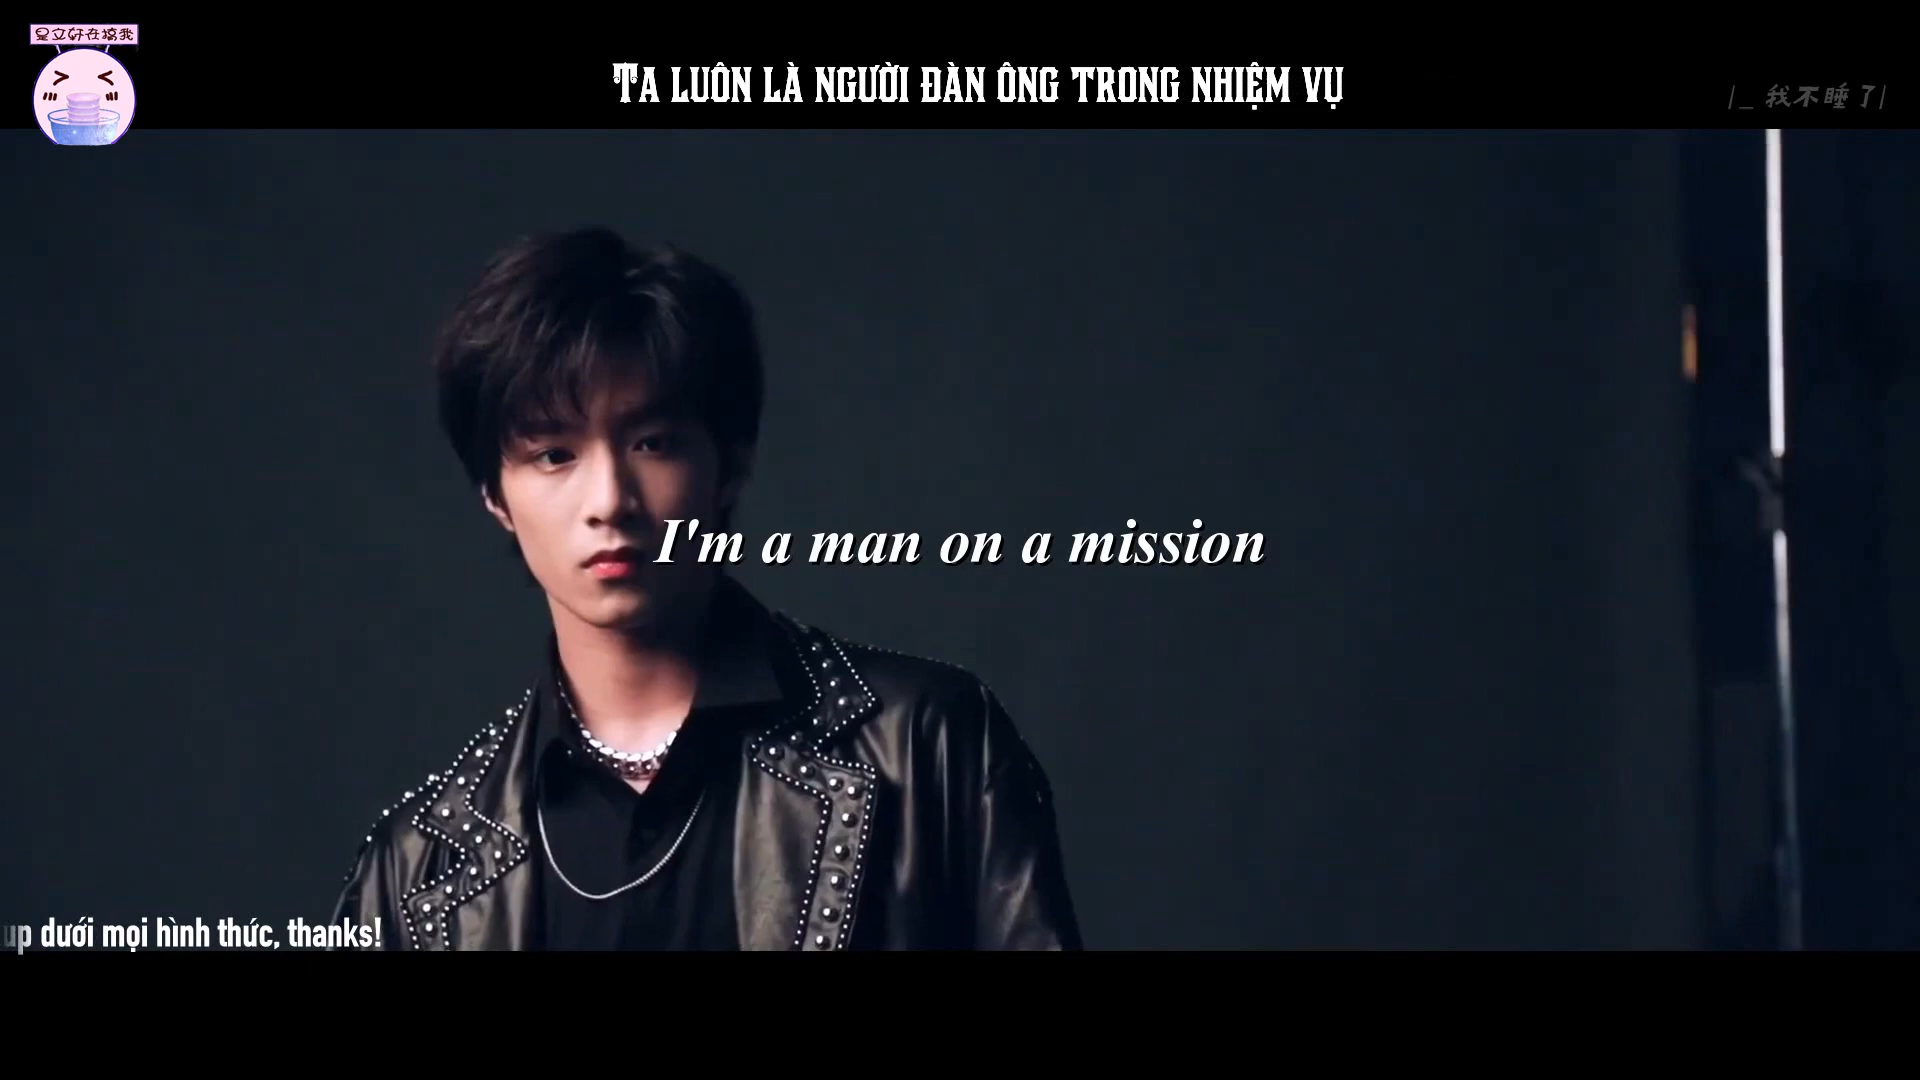 是立好在搞我
Ta luôn là người đàn ông trong nhiệm vụ
|_ 我不睡了|
I'm a man on a mission
up dưới mọi hình thức, thanks!